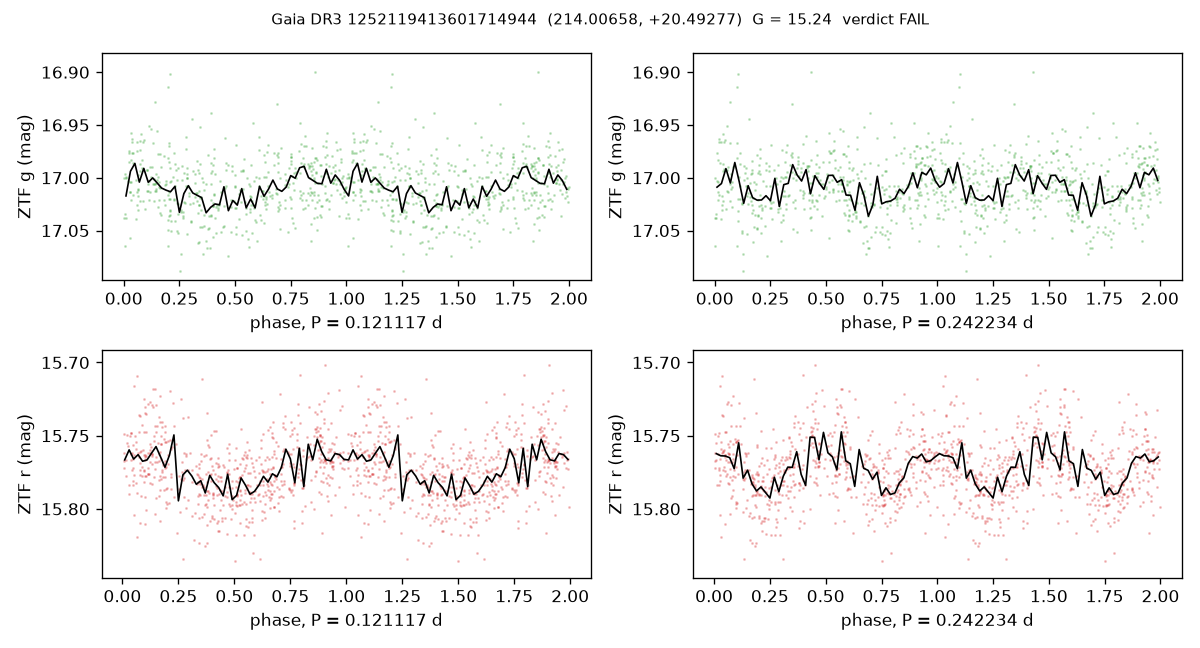 Gaia DR3 1252119413601714944  (214.00658, +20.49277)  G = 15.24  verdict FAIL
ZTF g (mag)
16.90
16.95
17.00
17.05
0.00 0.25 0.50 0.75 1.00 1.25 1.50 1.75 2.00
phase, P = 0.121117 d
ZTF g (mag)
16.90
16.95
17.00
17.05
0.00 0.25 0.50 0.75 1.00 1.25 1.50 1.75 2.00
phase, P = 0.242234 d
ZTF r (mag)
15.70
15.75
15.80
0.00 0.25 0.50 0.75 1.00 1.25 1.50 1.75 2.00
phase, P = 0.121117 d
ZTF r (mag)
15.70
15.75
15.80
0.00 0.25 0.50 0.75 1.00 1.25 1.50 1.75 2.00
phase, P = 0.242234 d